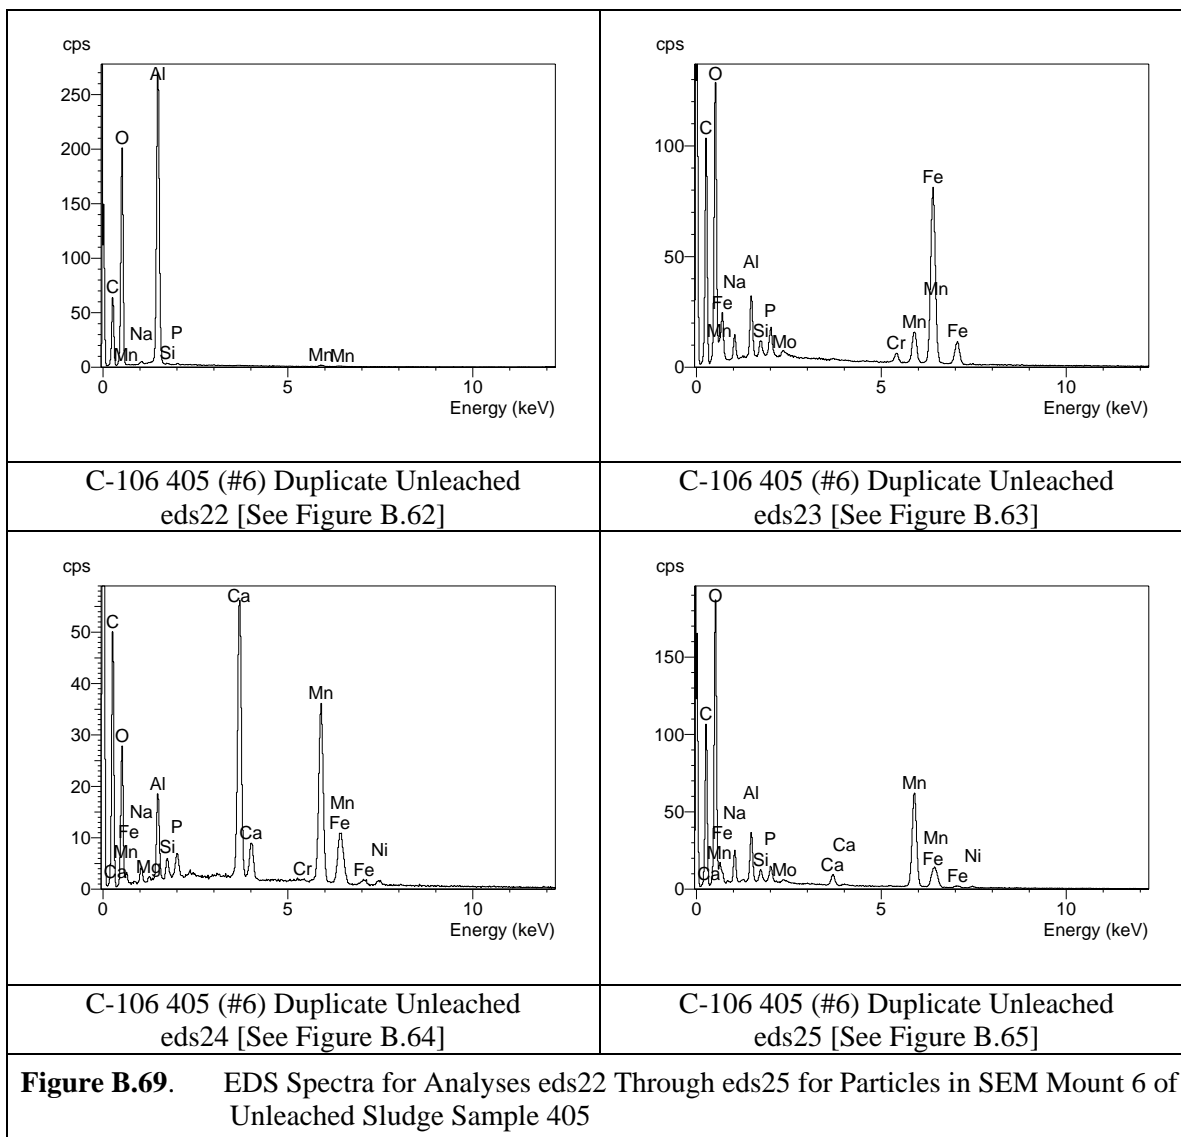 cps
250
200
150
100
50
0
Al
O
C
Na
P
Mn
Si
Mn Mn
0 5 10
Energy (keV)
C-106 405 (#6) Duplicate Unleached
eds22 [See Figure B.62]
cps
100
50
0
O
C
Fe
Al
Na
Fe
P
Mn
Mn
Mn
Si
Mo
Cr
Fe
0 5 10
Energy (keV)
C-106 405 (#6) Duplicate Unleached
eds23 [See Figure B.63]
cps
50
40
30
20
10
0
Ca
C
Mn
O
Al
Na
Mn
Fe
P
Ca
Fe
Mn
Si
Ni
Ca
Mg
Cr
Fe
0 5 10
Energy (keV)
C-106 405 (#6) Duplicate Unleached
eds24 [See Figure B.64]
cps
150
100
50
0
O
C
Mn
Al
Na
Fe
P
Ca
Mn
Mn
Si
Ca
Fe
Ni
Ca
Mo
Fe
0 5 10
Energy (keV)
C-106 405 (#6) Duplicate Unleached
eds25 [See Figure B.65]
Figure B.69. EDS Spectra for Analyses eds22 Through eds25 for Particles in SEM Mount 6 of
Unleached Sludge Sample 405